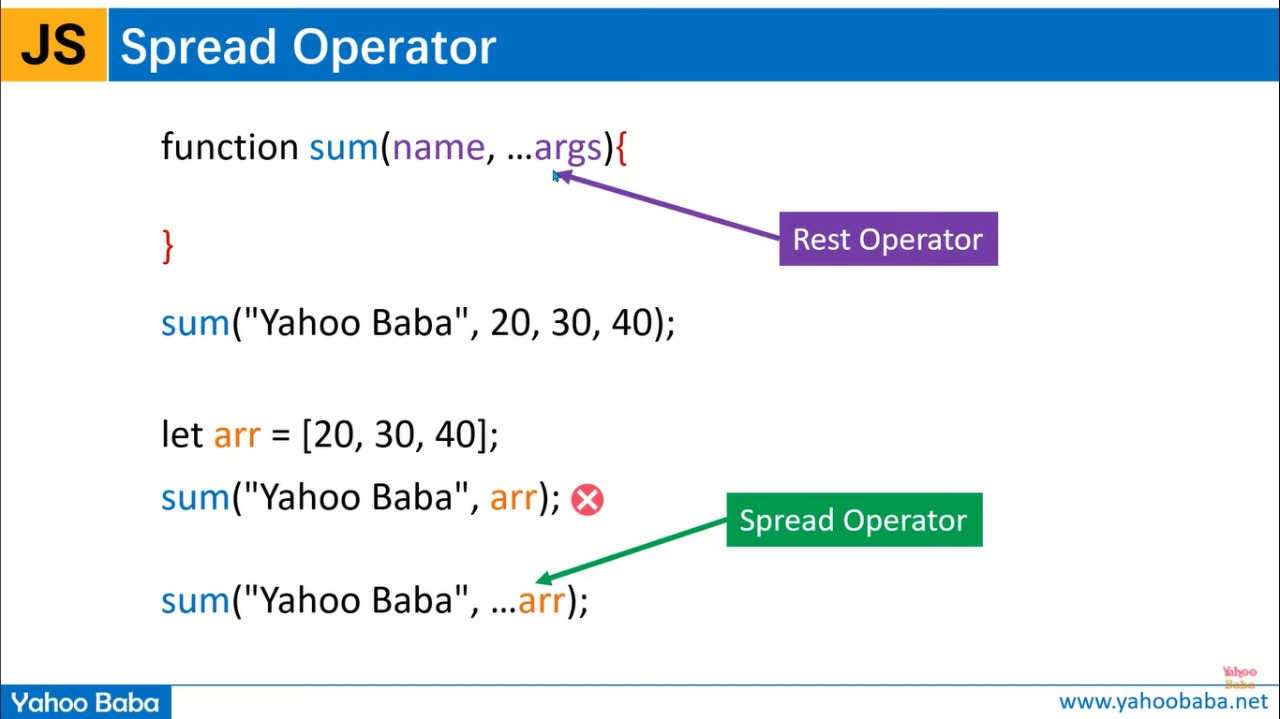 JS Spread Operator
function sum(name, ...args){
}
Rest Operator
sum("Yahoo Baba", 20, 30, 40);
let arr = [20, 30, 40];
sum("Yahoo Baba", arr);
Spread Operator
sum("Yahoo Baba", ...arr);
Yahoo
Baba
Yahoo Baba
www.yahoobaba.net